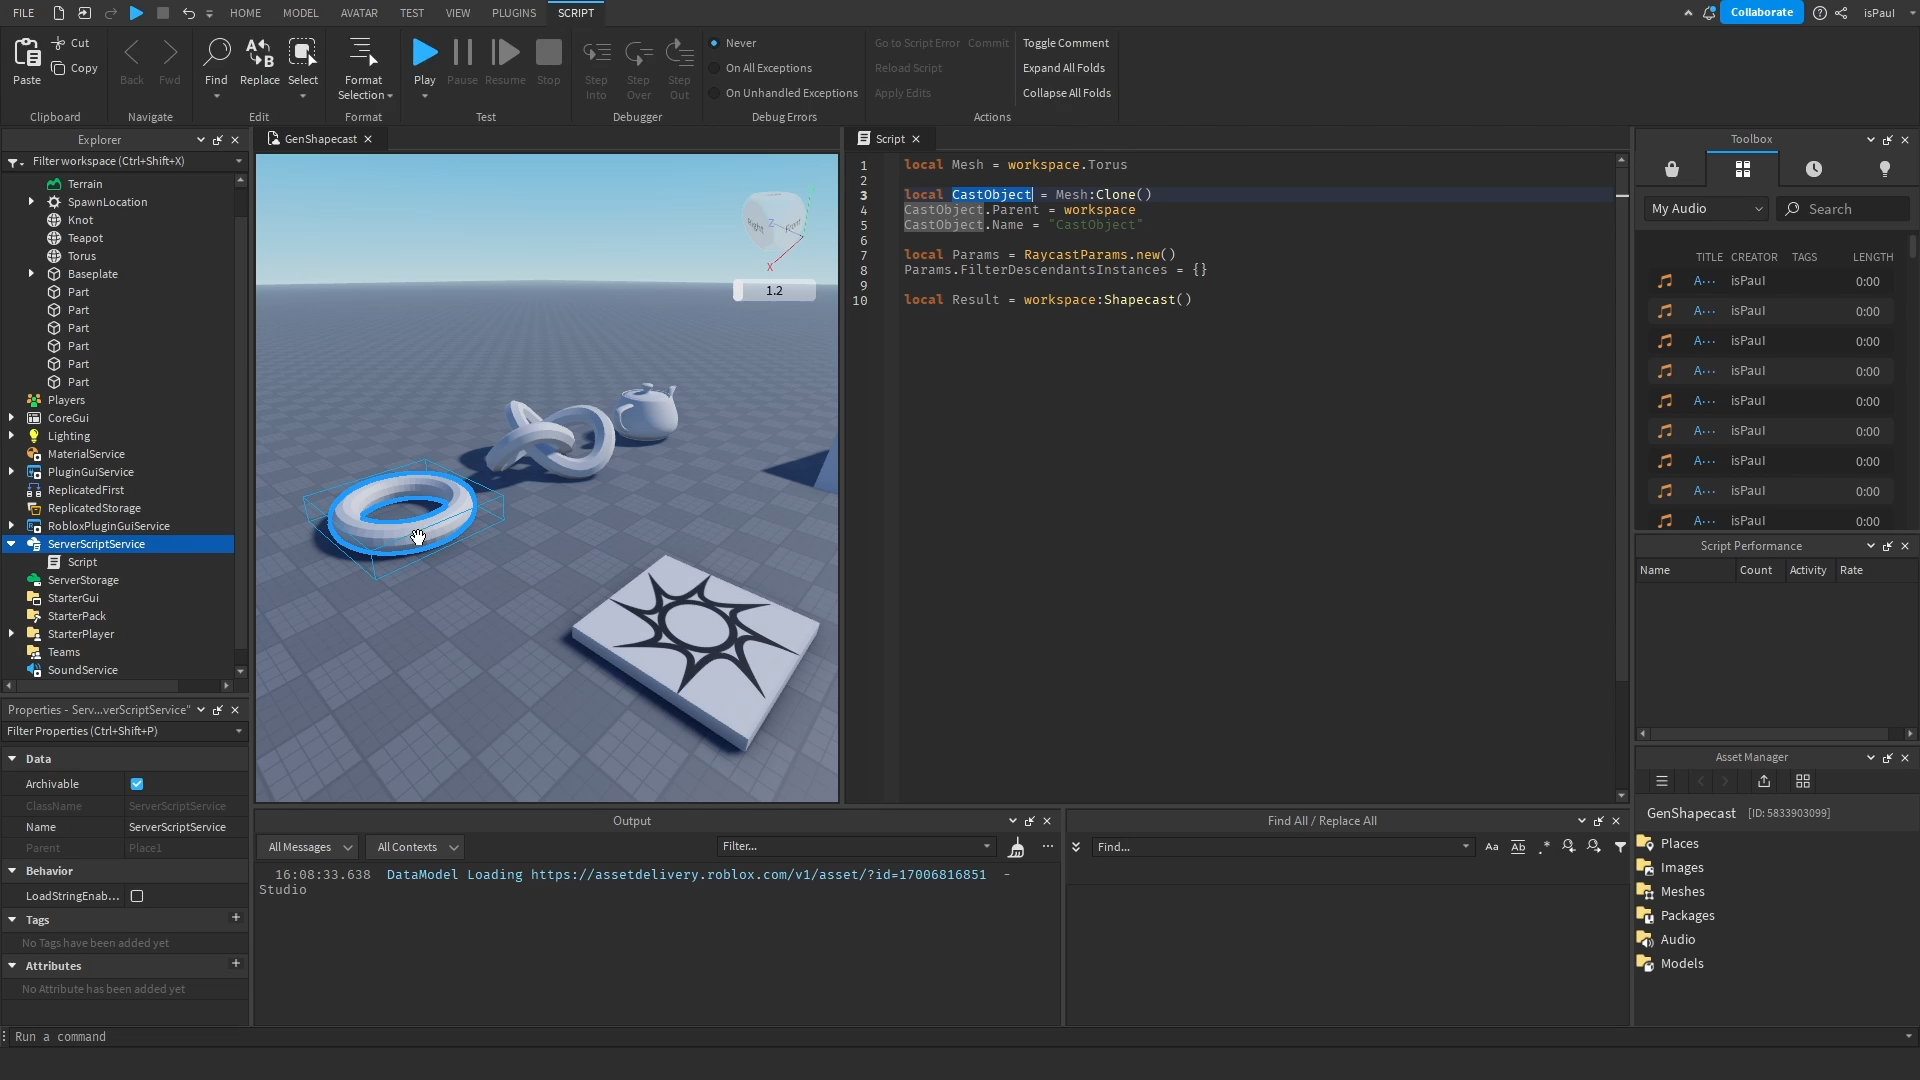 FILE HOME MODEL AVATAR TEST VIEW PLUGINS SCRIPT Collaborate isPaul
Paste Cut Copy Back Fwd Find Replace Select Format Selection Play Pause Resume Stop Step Into Step Over Step Out
Never
On All Exceptions
On Unhandled Exceptions
Go to Script Error Commit
Reload Script
Apply Edits
Toggle Comment
Expand All Folds
Collapse All Folds
Clipboard Navigate Edit Format Test Debugger Debug Errors Actions
Explorer
Filter workspace (Ctrl+Shift+X)
Terrain
SpawnLocation
Knot
Teapot
Torus
Baseplate
Part
Part
Part
Part
Part
Part
Players
CoreGui
Lighting
MaterialService
PluginGuiService
ReplicatedFirst
ReplicatedStorage
RobloxPluginGuiService
ServerScriptService
Script
ServerStorage
StarterGui
StarterPack
StarterPlayer
Teams
SoundService
Properties - Serv...verScriptService"
Filter Properties (Ctrl+Shift+P)
Data
Archivable
ClassName ServerScriptService
Name ServerScriptService
Parent Place1
Behavior
LoadStringEnab...
Tags +
No Tags have been added yet
Attributes +
No Attribute has been added yet
GenShapecast
Right Front
Z
X
1.2
Script
1 local Mesh = workspace.Torus
2
3 local CastObject = Mesh:Clone()
4 CastObject.Parent = workspace
5 CastObject.Name = "CastObject"
6
7 local Params = RaycastParams.new()
8 Params.FilterDescendantsInstances = {}
9
10 local Result = workspace:Shapecast()
Output
All Messages All Contexts Filter...
16:08:33.638 DataModel Loading https://assetdelivery.roblox.com/v1/asset/?id=17006816851 -
Studio
Find All / Replace All
Find... Aa Ab .*
Toolbox
My Audio Search
TITLE CREATOR TAGS LENGTH
A... isPaul 0:00
A... isPaul 0:00
A... isPaul 0:00
A... isPaul 0:00
A... isPaul 0:00
A... isPaul 0:00
A... isPaul 0:00
A... isPaul 0:00
A... isPaul 0:00
Script Performance
Name Count Activity Rate
Asset Manager
GenShapecast [ID: 5833903099]
Places
Images
Meshes
Packages
Audio
Models
Run a command